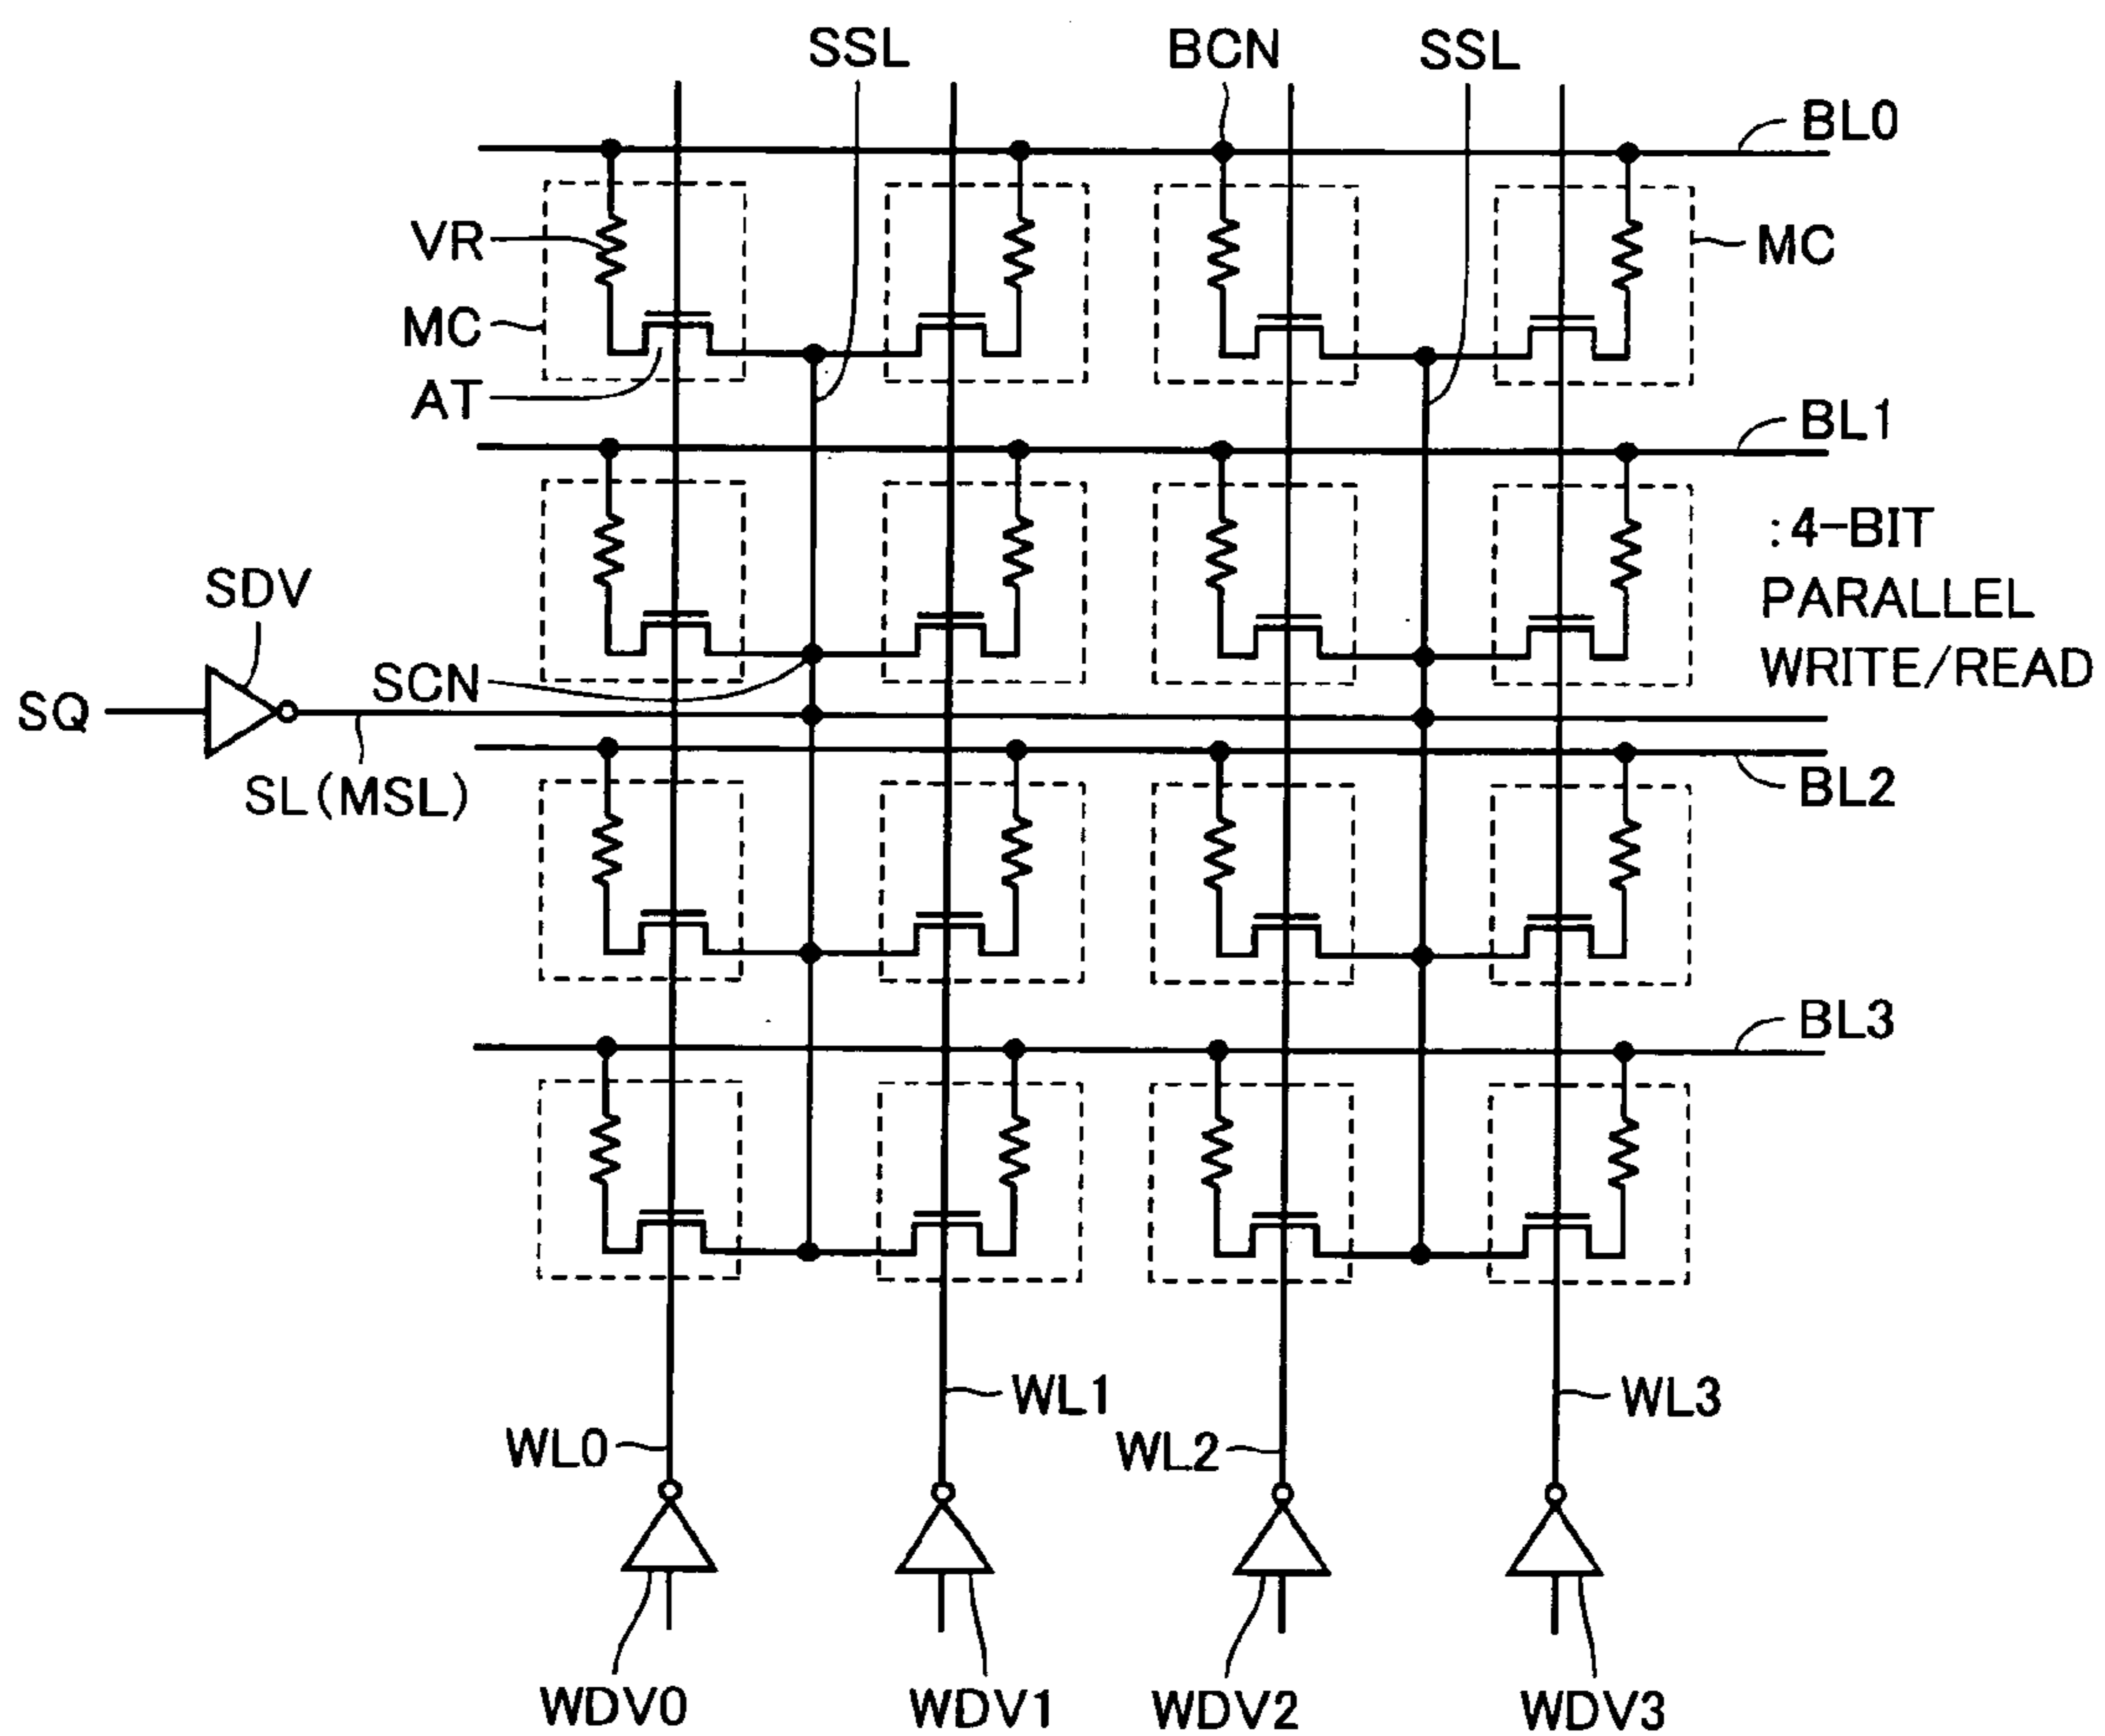 SSL
BCN
SSL
BL0
VR
MC
MC
AT
BL1
:4-BIT
PARALLEL
WRITE/READ
SDV
SCN
SQ
SL(MSL)
BL2
BL3
WL1
WL3
WL0
WL2
WDV0
WDV1
WDV2
WDV3